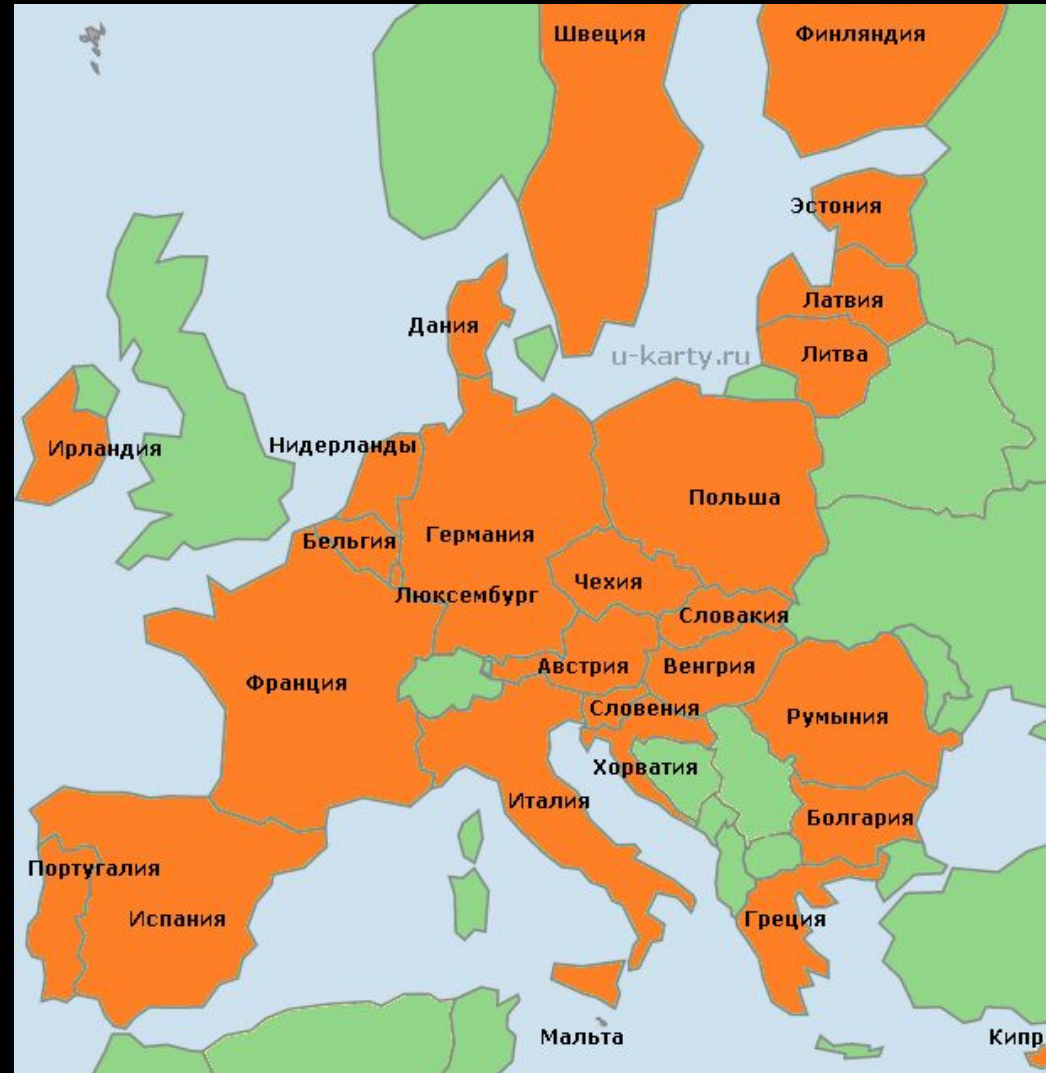 Швеция
Финляндия
Эстония
Латвия
Дания
u-karty.ru
Литва
Ирландия
Нидерланды
Польша
Бельгия
Германия
Чехия
Люксембург
Словакия
Австрия
Венгрия
Франция
Словения
Румыния
Хорватия
Италия
Болгария
Португалия
Испания
Греция
Мальта
Кипр